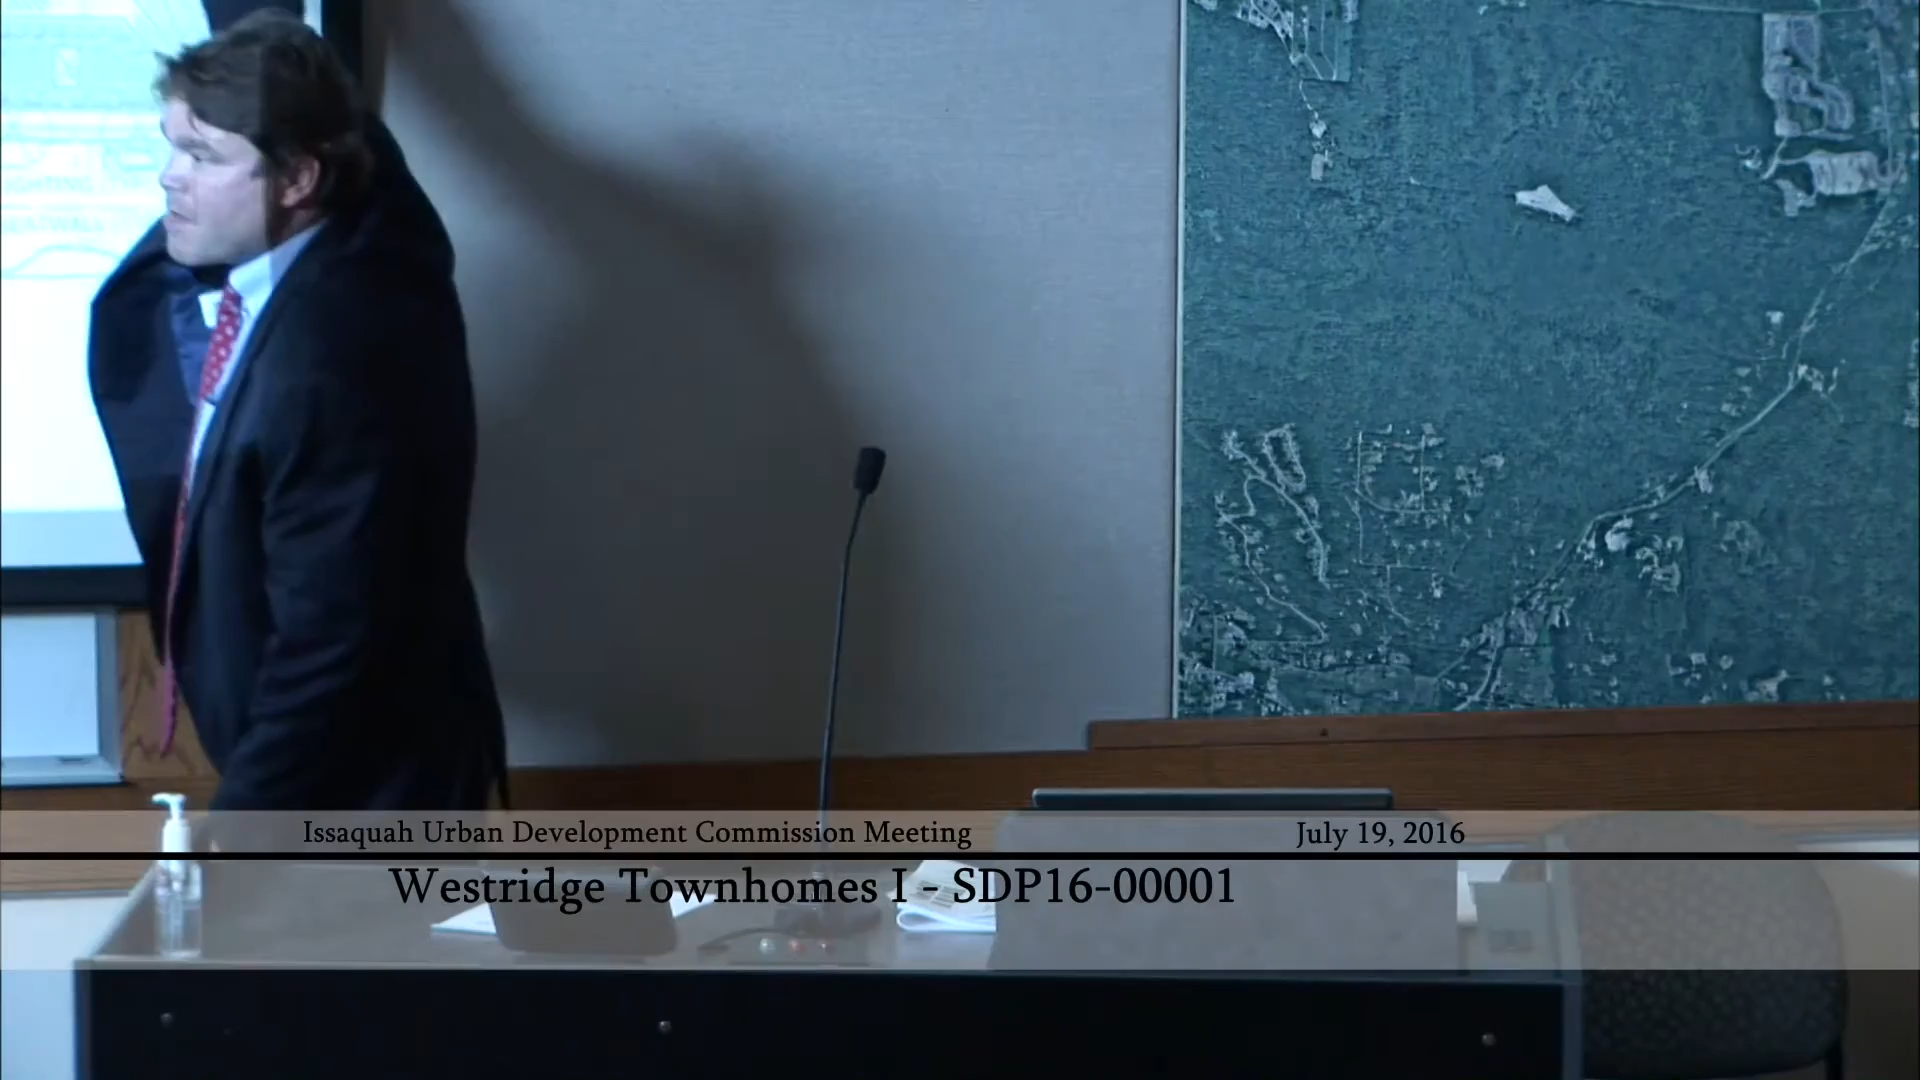 Issaquah Urban Development Commission Meeting July 19, 2016
Westridge Townhomes I - SDP16-00001